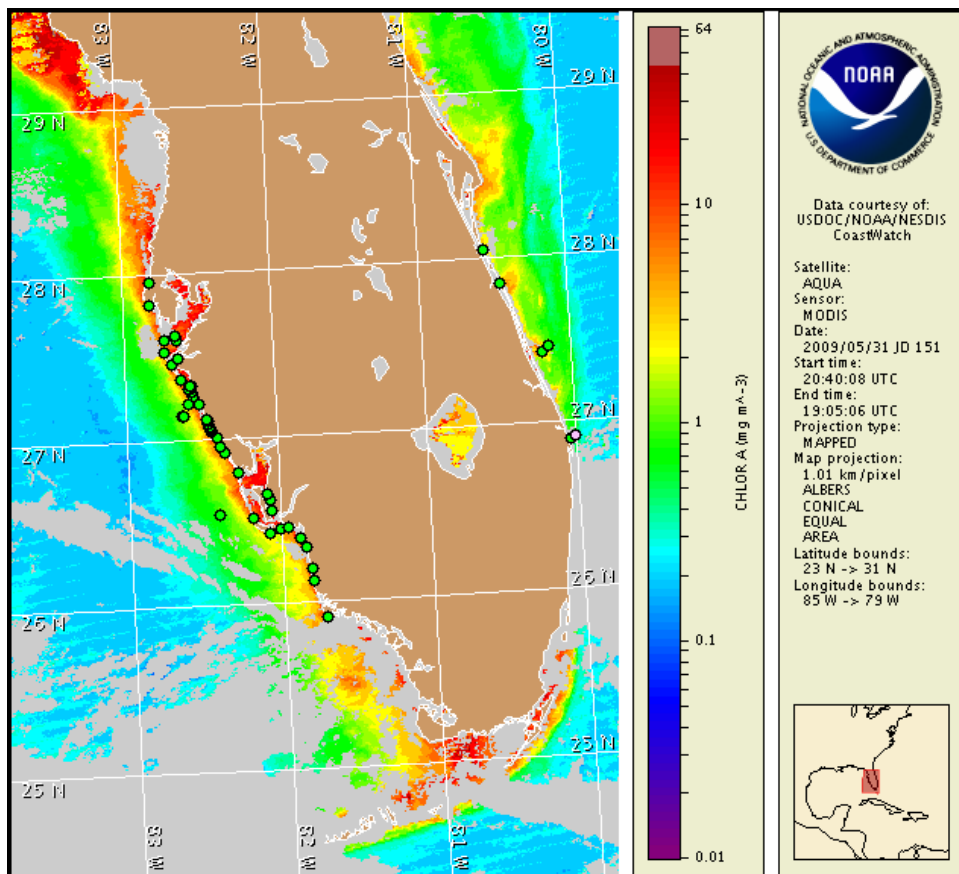 83 W
82 W
81 W
80 W
29 N
29 N
28 N
28 N
27 N
27 N
26 N
26 N
25 N
25 N
83 W
82 W
81 W
64
10
1
0.1
0.01
CHLOR A (mg m^-3)
NATIONAL OCEANIC AND ATMOSPHERIC ADMINISTRATION
NOAA
U.S. DEPARTMENT OF COMMERCE
Data courtesy of:
USDOC/NOAA/NESDIS
CoastWatch
Satellite:
AQUA
Sensor:
MODIS
Date:
2009/05/31 JD 151
Start time:
20:40:08 UTC
End time:
19:05:06 UTC
Projection type:
MAPPED
Map projection:
1.01 km/pixel
ALBERS
CONICAL
EQUAL
AREA
Latitude bounds:
23 N -> 31 N
Longitude bounds:
85 W -> 79 W